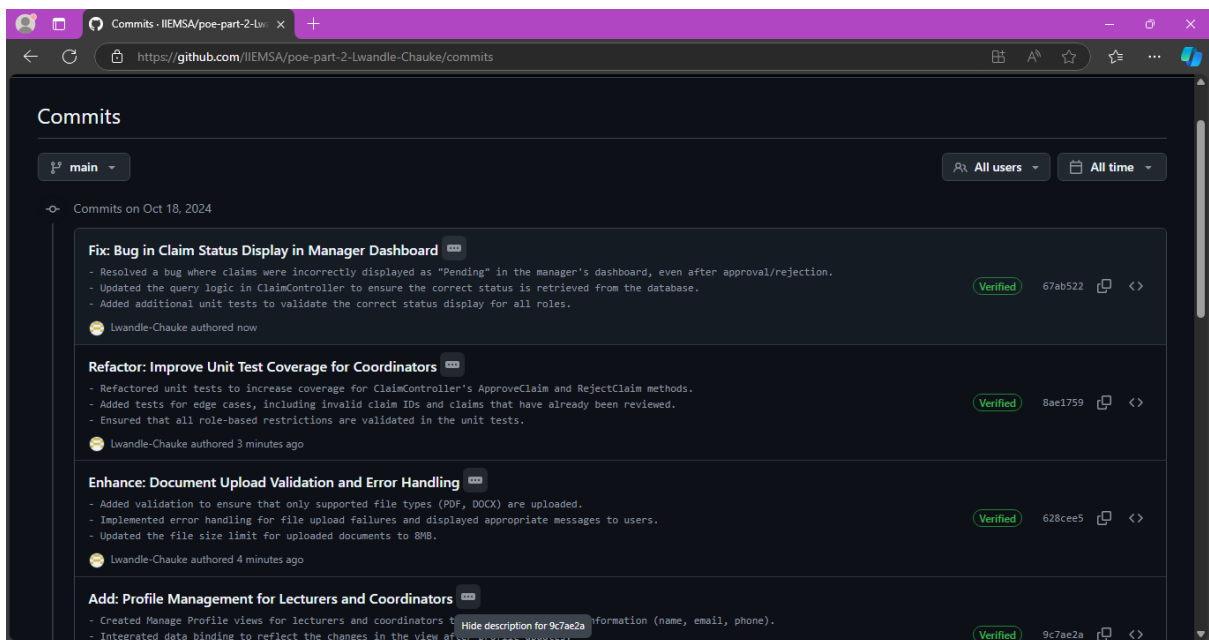 Commits · IIEMSA/poe-part-2-Lw
https://github.com/IIEMSA/poe-part-2-Lwandle-Chauke/commits
Commits
main
All users
All time
Commits on Oct 18, 2024
Fix: Bug in Claim Status Display in Manager Dashboard
- Resolved a bug where claims were incorrectly displayed as "Pending" in the manager's dashboard, even after approval/rejection.
- Updated the query logic in ClaimController to ensure the correct status is retrieved from the database.
- Added additional unit tests to validate the correct status display for all roles.
Lwandle-Chauke authored now
Verified
67ab522
Refactor: Improve Unit Test Coverage for Coordinators
- Refactored unit tests to increase coverage for ClaimController's ApproveClaim and RejectClaim methods.
- Added tests for edge cases, including invalid claim IDs and claims that have already been reviewed.
- Ensured that all role-based restrictions are validated in the unit tests.
Lwandle-Chauke authored 3 minutes ago
Verified
8ae1759
Enhance: Document Upload Validation and Error Handling
- Added validation to ensure that only supported file types (PDF, DOCX) are uploaded.
- Implemented error handling for file upload failures and displayed appropriate messages to users.
- Updated the file size limit for uploaded documents to 8MB.
Lwandle-Chauke authored 4 minutes ago
Verified
628cee5
Add: Profile Management for Lecturers and Coordinators
- Created Manage Profile views for lecturers and coordinators (name, email, phone).
Hide description for 9c7ae2a
- Integrated data binding to reflect the changes in the view
Verified
9c7ae2a